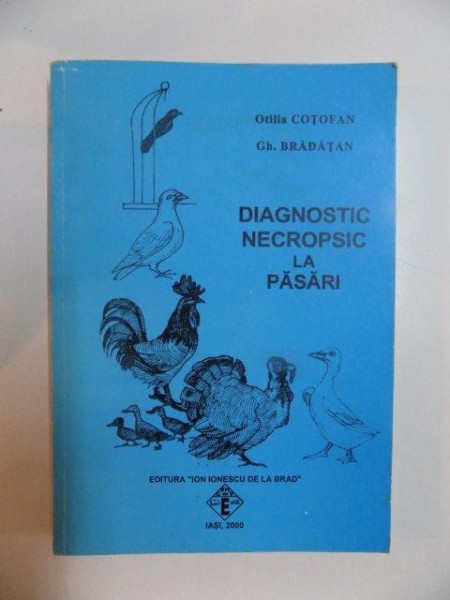 Otilia COȚOFAN
Gh. BRĂDĂȚAN
DIAGNOSTIC
NECROPSIC
LA
PĂSĂRI
EDITURA "ION IONESCU DE LA BRAD"
E
IAȘI, 2000